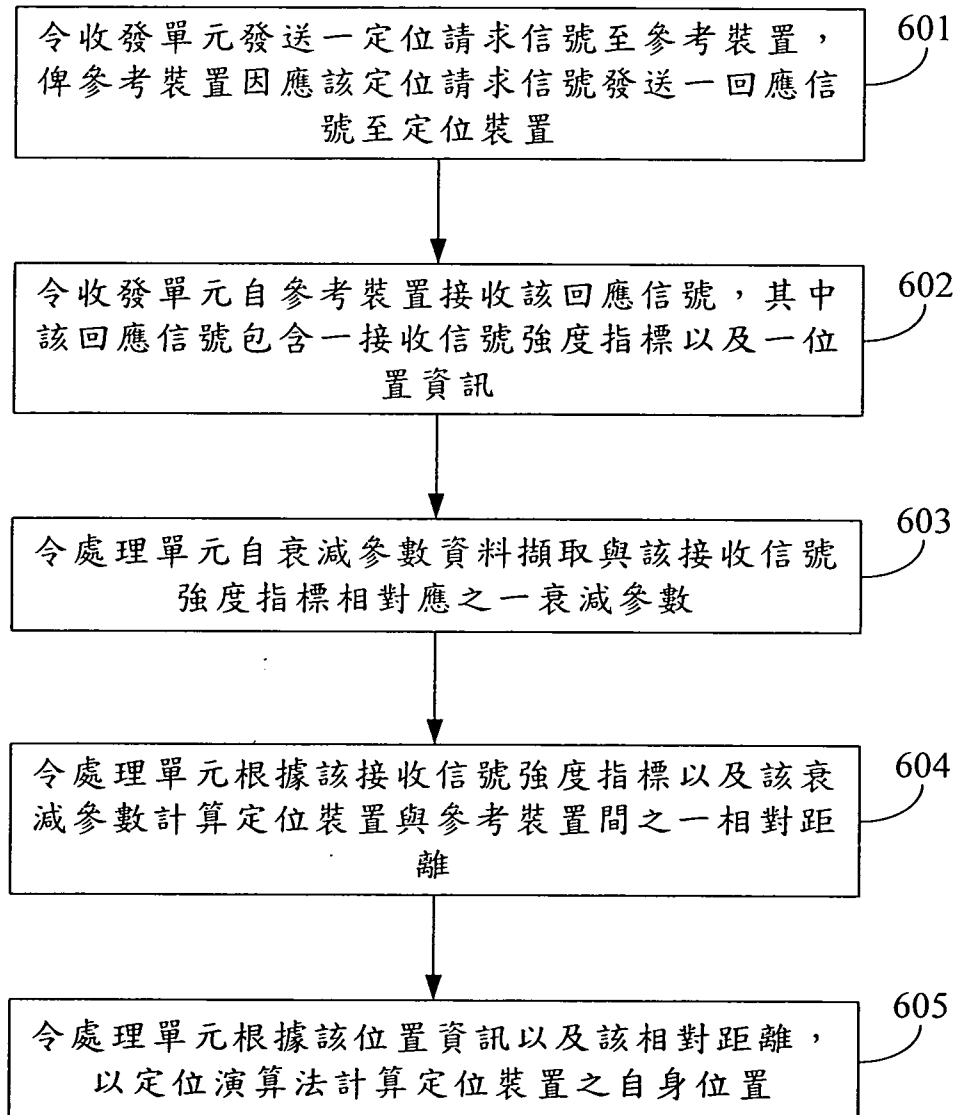 令收發單元發送一定位請求信號至參考裝置，
俾參考裝置因應該定位請求信號發送一回應信
號至定位裝置
601
令收發單元自參考裝置接收該回應信號，其中
該回應信號包含一接收信號強度指標以及一位
置資訊
602
令處理單元自衰減參數資料擷取與該接收信號
強度指標相對應之一衰減參數
603
令處理單元根據該接收信號強度指標以及該衰
減參數計算定位裝置與參考裝置間之一相對距
離
604
令處理單元根據該位置資訊以及該相對距離，
以定位演算法計算定位裝置之自身位置
605